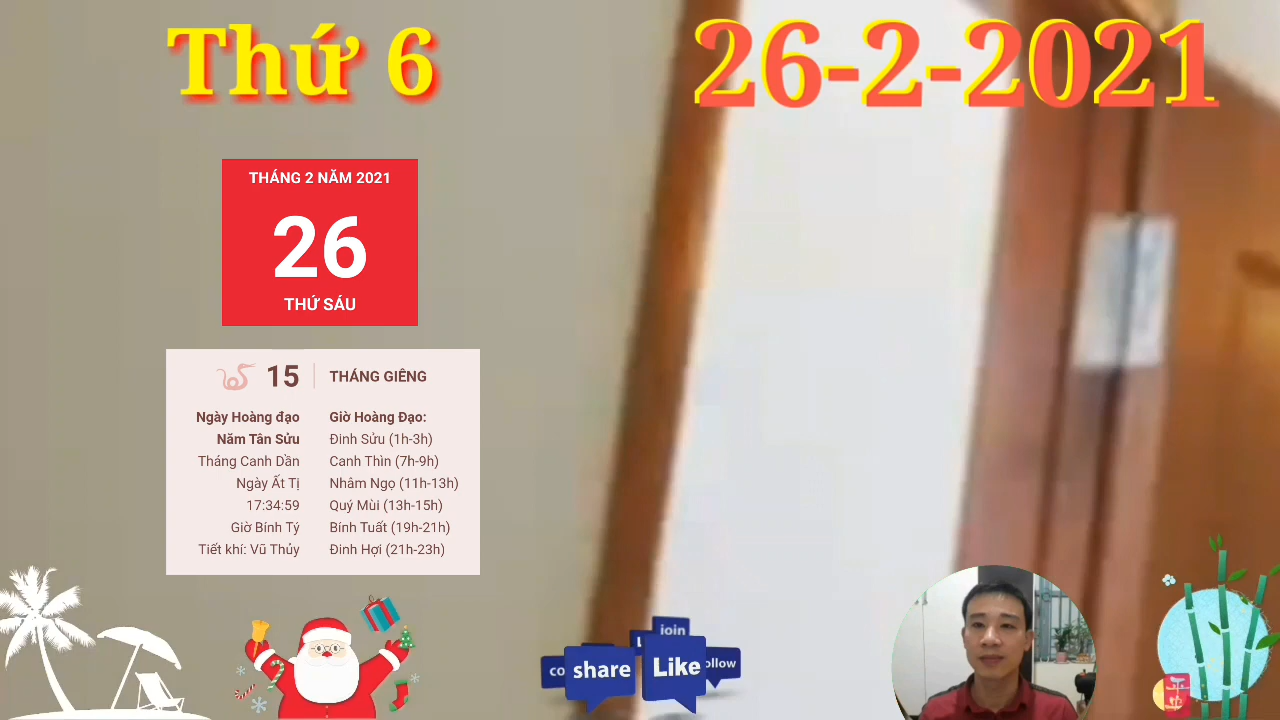 Thứ 6
26-2-2021
THÁNG 2 NĂM 2021
26
THỨ SÁU
15 THÁNG GIÊNG
Ngày Hoàng đạo
Năm Tân Sửu
Tháng Canh Dần
Ngày Ất Tị
17:34:59
Giờ Bính Tý
Tiết khí: Vũ Thủy
Giờ Hoàng Đạo:
Đinh Sửu (1h-3h)
Canh Thìn (7h-9h)
Nhâm Ngọ (11h-13h)
Quý Mùi (13h-15h)
Bính Tuất (19h-21h)
Đinh Hợi (21h-23h)
join
co share Like ollow